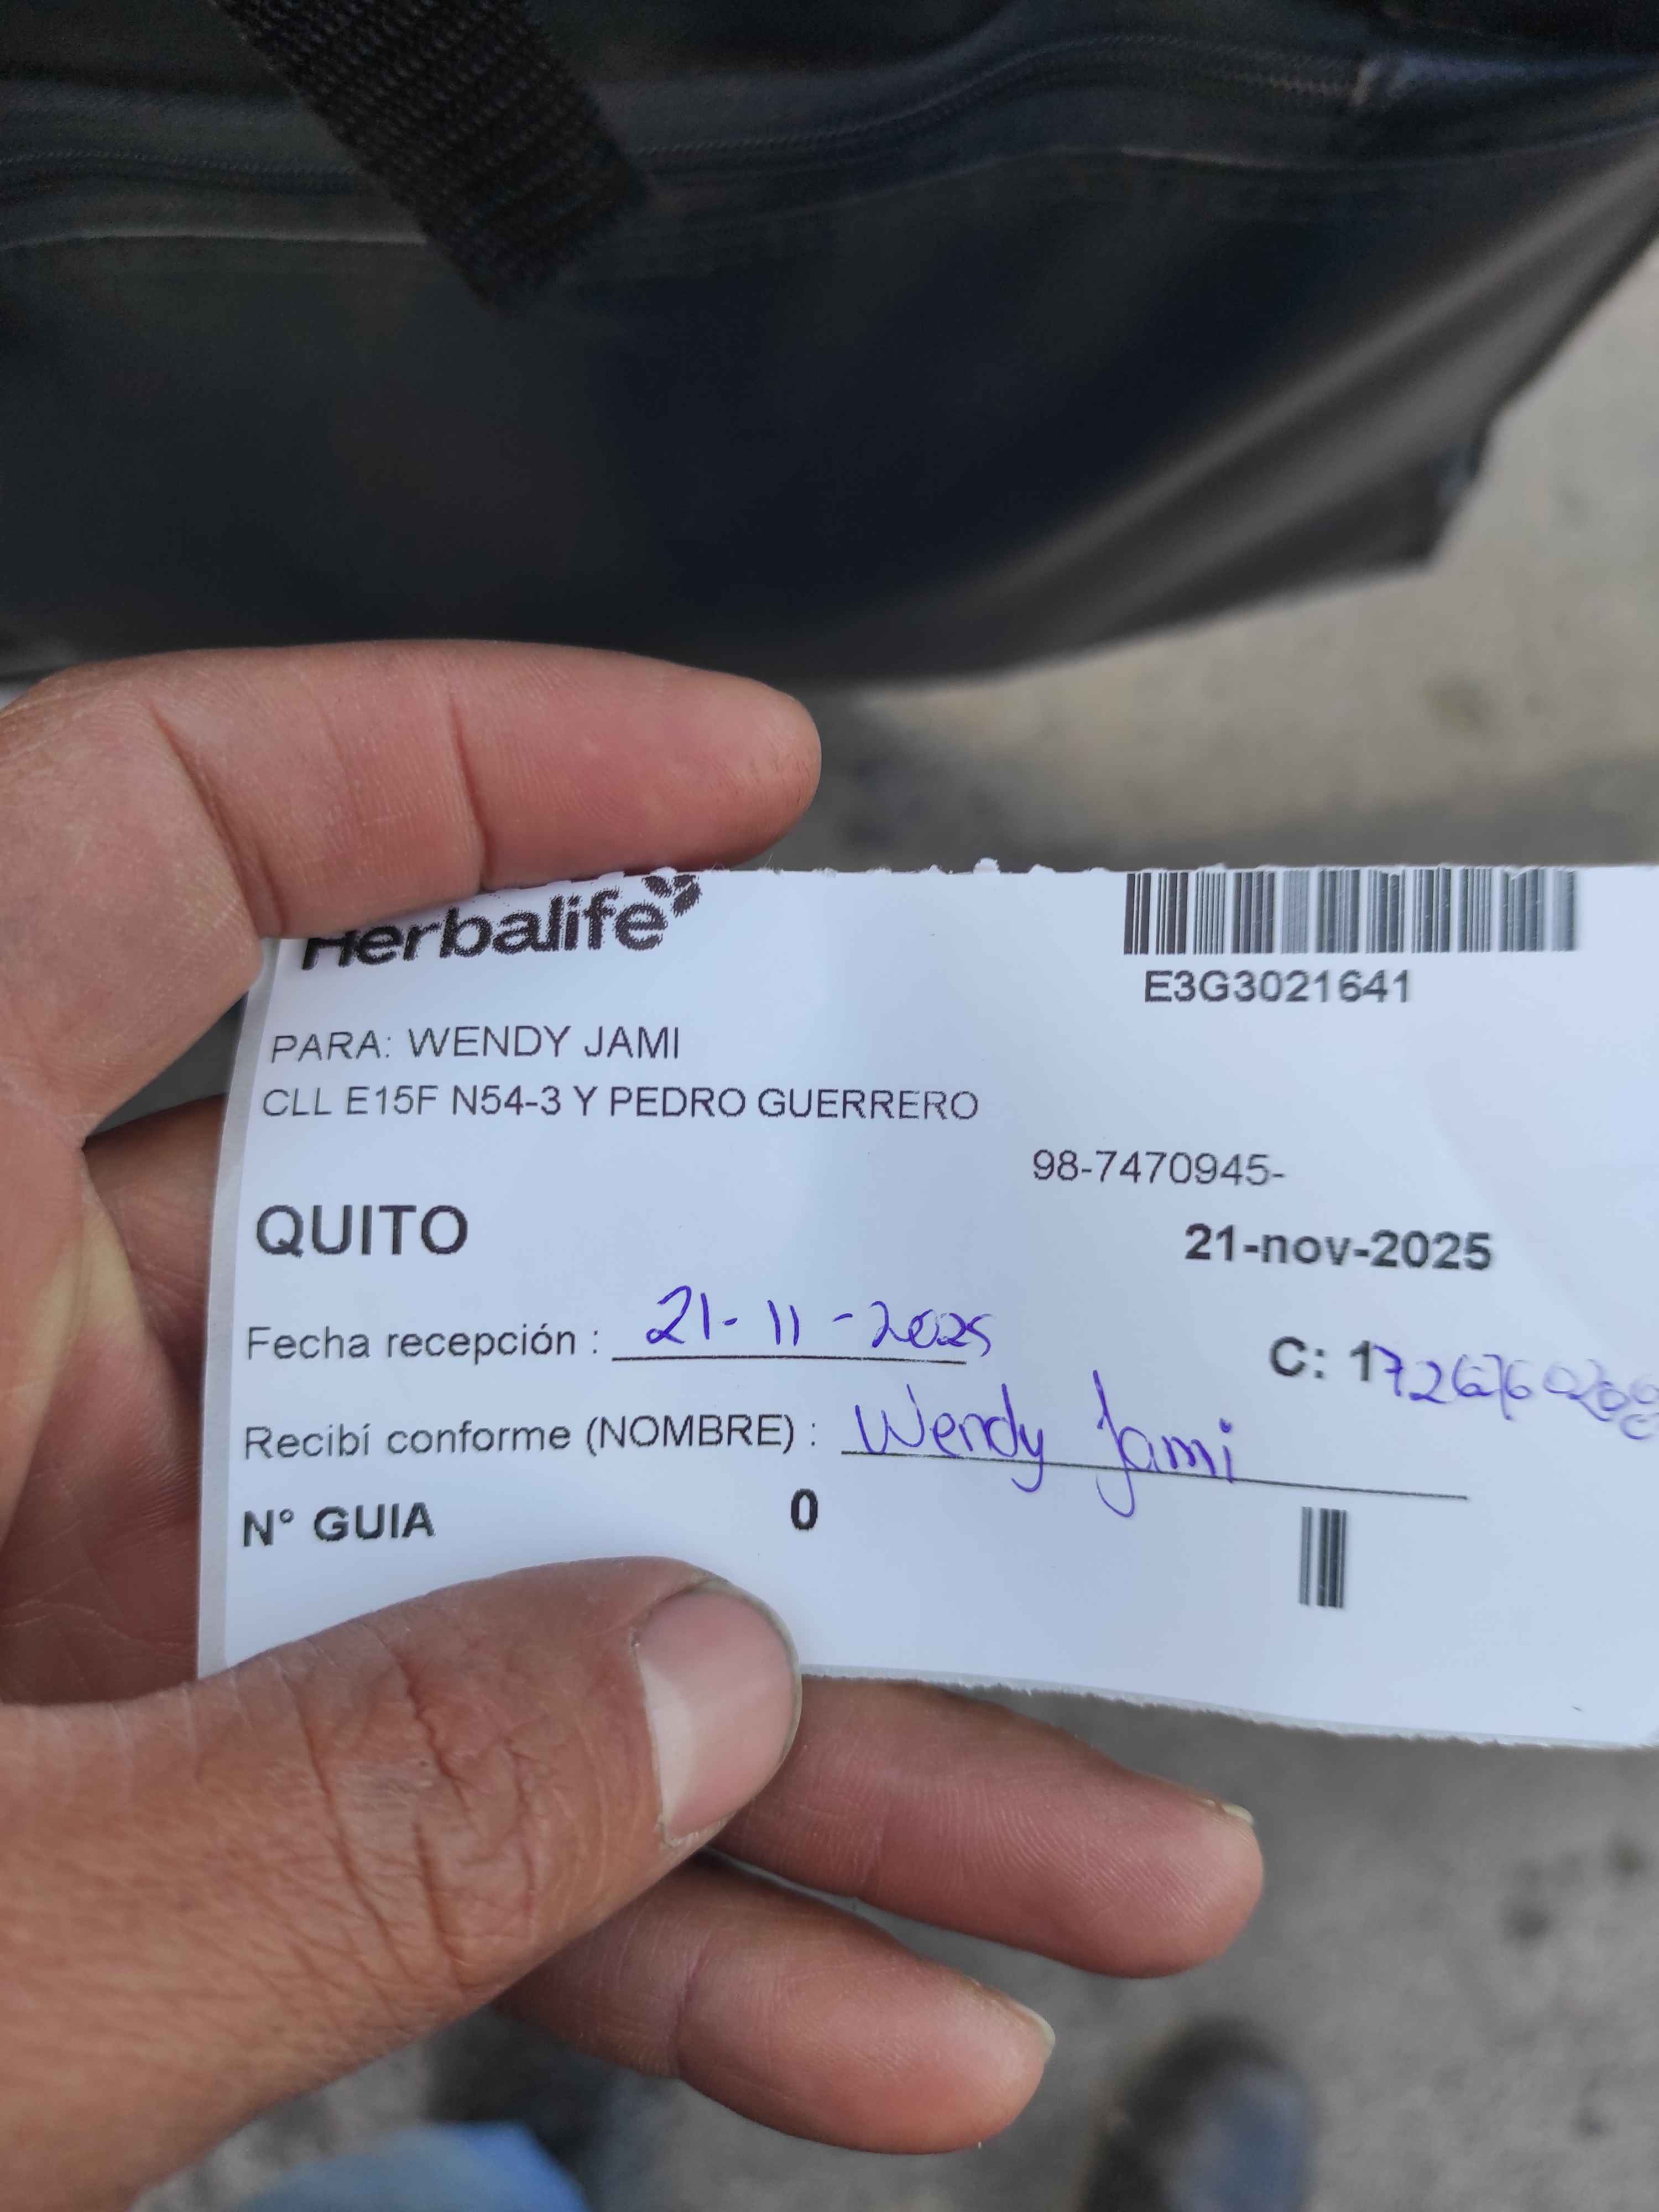 Herbalife
E3G3021641
PARA: WENDY JAMI
CLL E15F N54-3 Y PEDRO GUERRERO
98-7470945-
QUITO
21-nov-2025
Fecha recepción : 21-11-2025
C: 1
Recibí conforme (NOMBRE) : Wendy Jami
N° GUIA 0